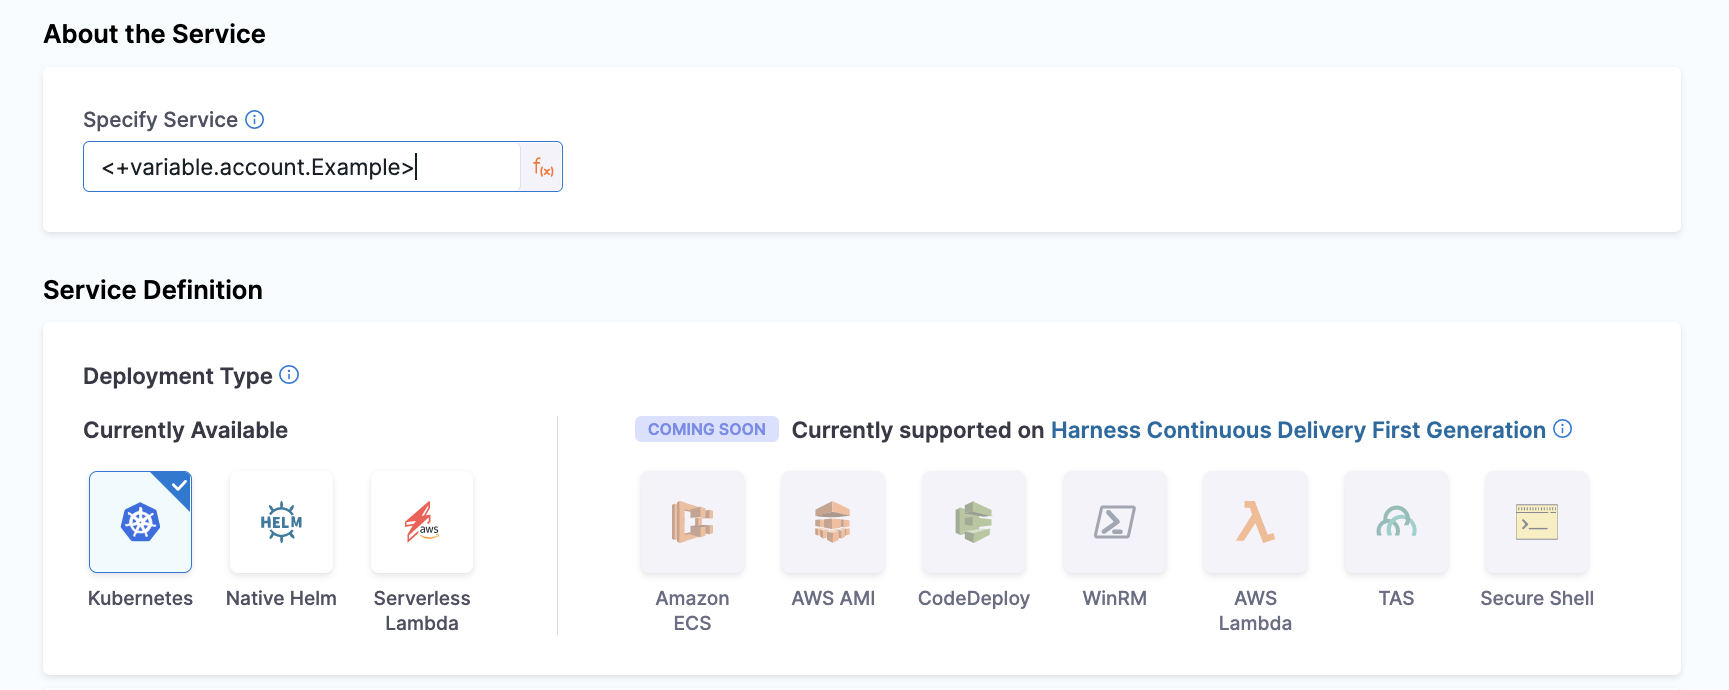 About the Service
Specify Service
<+variable.account.Example>
f(x)
Service Definition
Deployment Type
Currently Available
COMING SOON Currently supported on Harness Continuous Delivery First Generation
HELM
aws
Kubernetes
Native Helm
Serverless
Lambda
Amazon
ECS
AWS AMI
CodeDeploy
WinRM
AWS
Lambda
TAS
Secure Shell